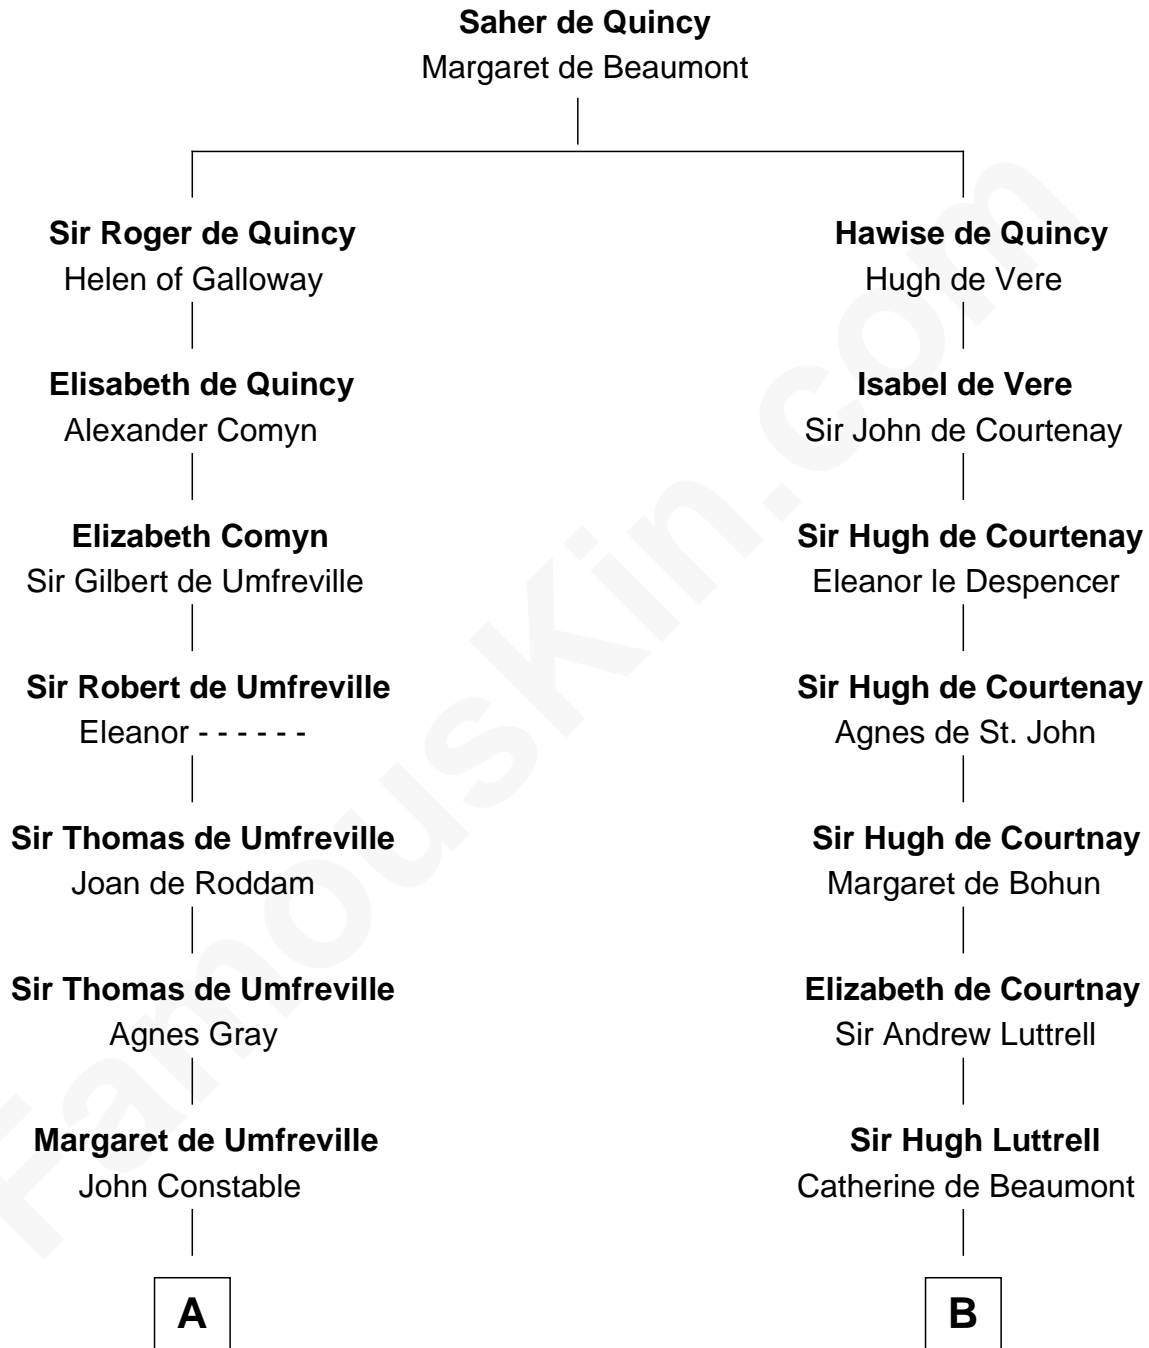 Saher de Quincy
Margaret de Beaumont
Sir Roger de Quincy
Helen of Galloway
Elisabeth de Quincy
Alexander Comyn
Elizabeth Comyn
Sir Gilbert de Umfreville
Sir Robert de Umfreville
Eleanor - - - - - -
Sir Thomas de Umfreville
Joan de Roddam
Sir Thomas de Umfreville
Agnes Gray
Margaret de Umfreville
John Constable
A
Hawise de Quincy
Hugh de Vere
Isabel de Vere
Sir John de Courtenay
Sir Hugh de Courtenay
Eleanor le Despencer
Sir Hugh de Courtenay
Agnes de St. John
Sir Hugh de Courtnay
Margaret de Bohun
Elizabeth de Courtnay
Sir Andrew Luttrell
Sir Hugh Luttrell
Catherine de Beaumont
B
FamousKin.com